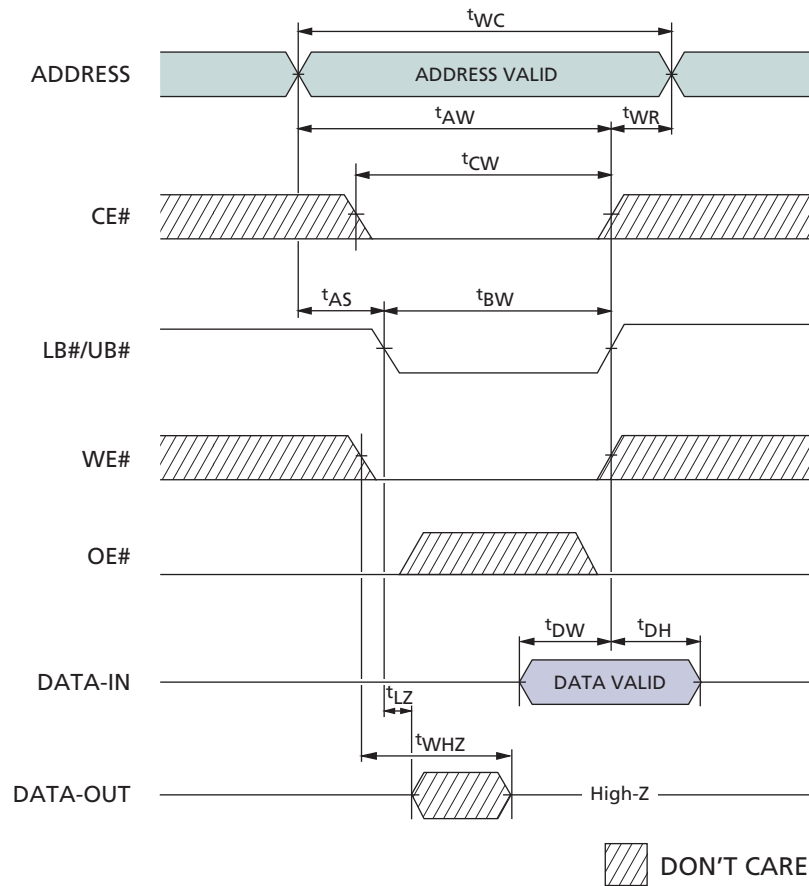 tWC
ADDRESS
ADDRESS VALID
tAW
tWR
tCW
CE#
tAS
tBW
LB#/UB#
WE#
OE#
tDW
tDH
DATA-IN
DATA VALID
tLZ
tWHZ
DATA-OUT
High-Z
DON'T CARE